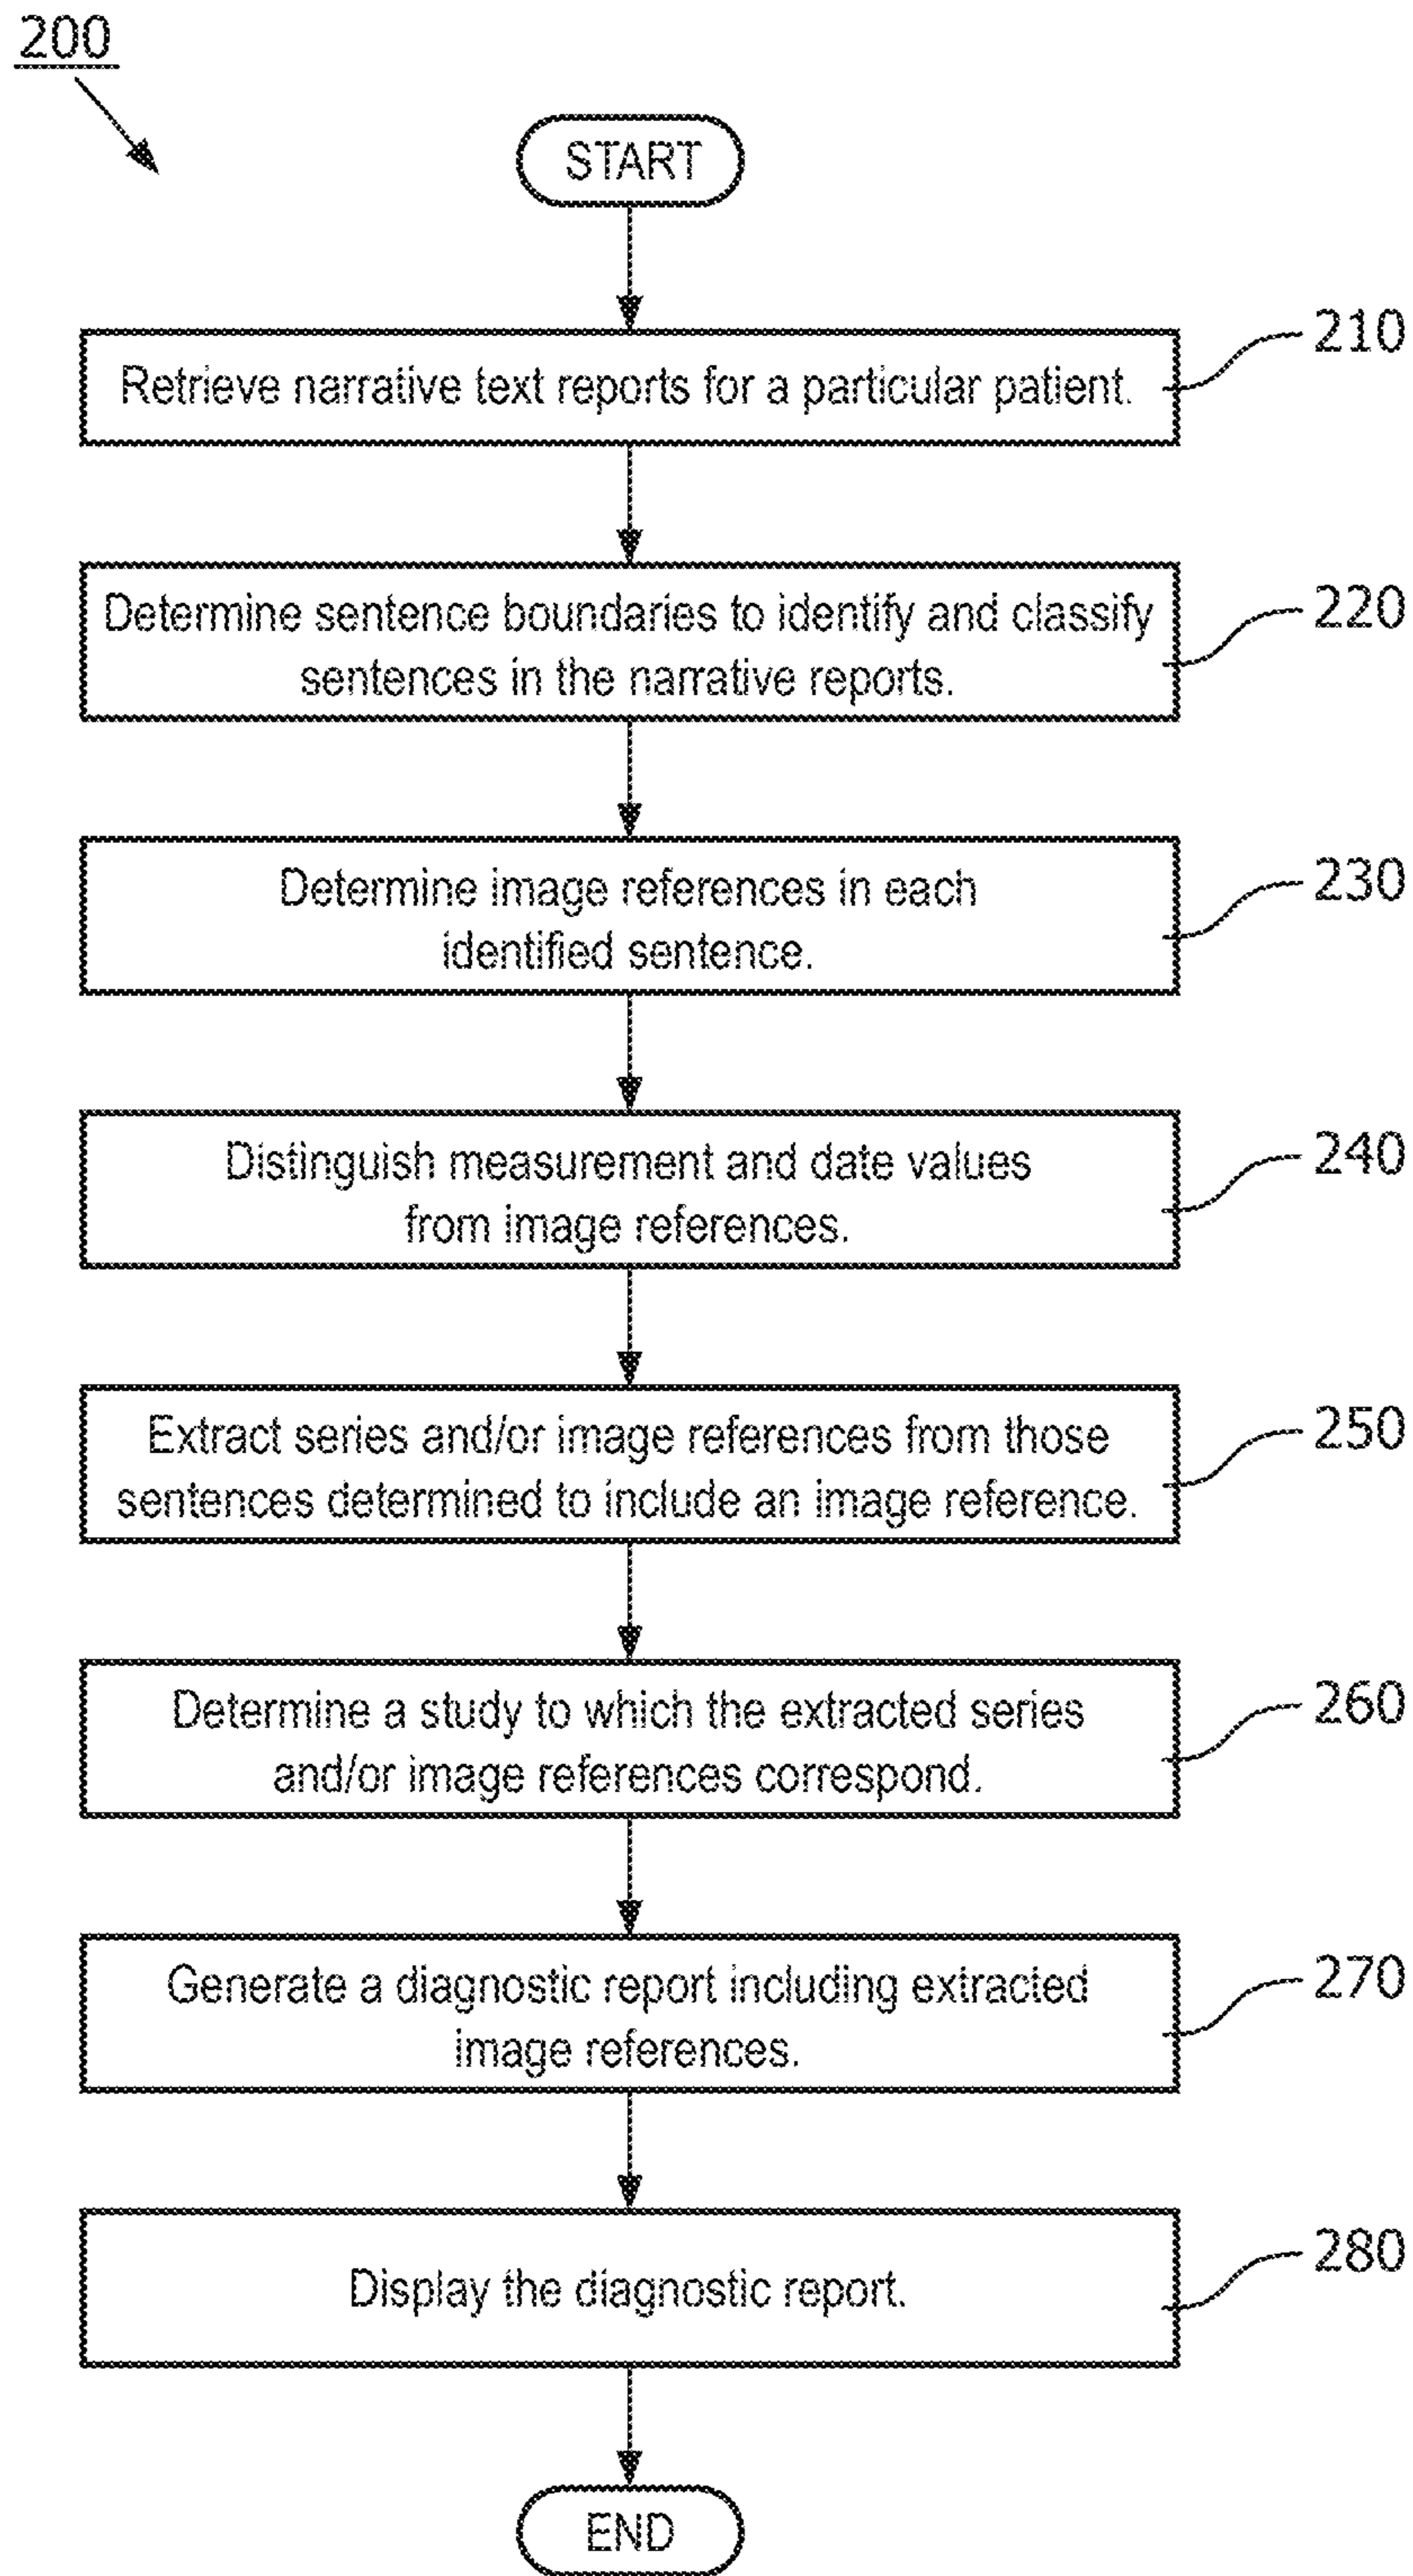 200
START
210
Retrieve narrative text reports for a particular patient.
220
Determine sentence boundaries to identify and classify
sentences in the narrative reports.
230
Determine image references in each
identified sentence.
240
Distinguish measurement and date values
from image references.
250
Extract series and/or image references from those
sentences determined to include an image reference.
260
Determine a study to which the extracted series
and/or image references correspond.
270
Generate a diagnostic report including extracted
image references.
280
Display the diagnostic report.
END